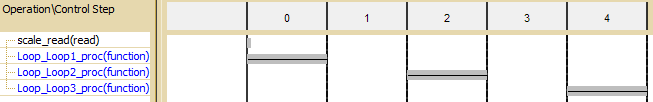 Operation\Control Step
0 1 2 3 4
scale_read(read)
Loop_Loop1_proc(function)
Loop_Loop2_proc(function)
Loop_Loop3_proc(function)